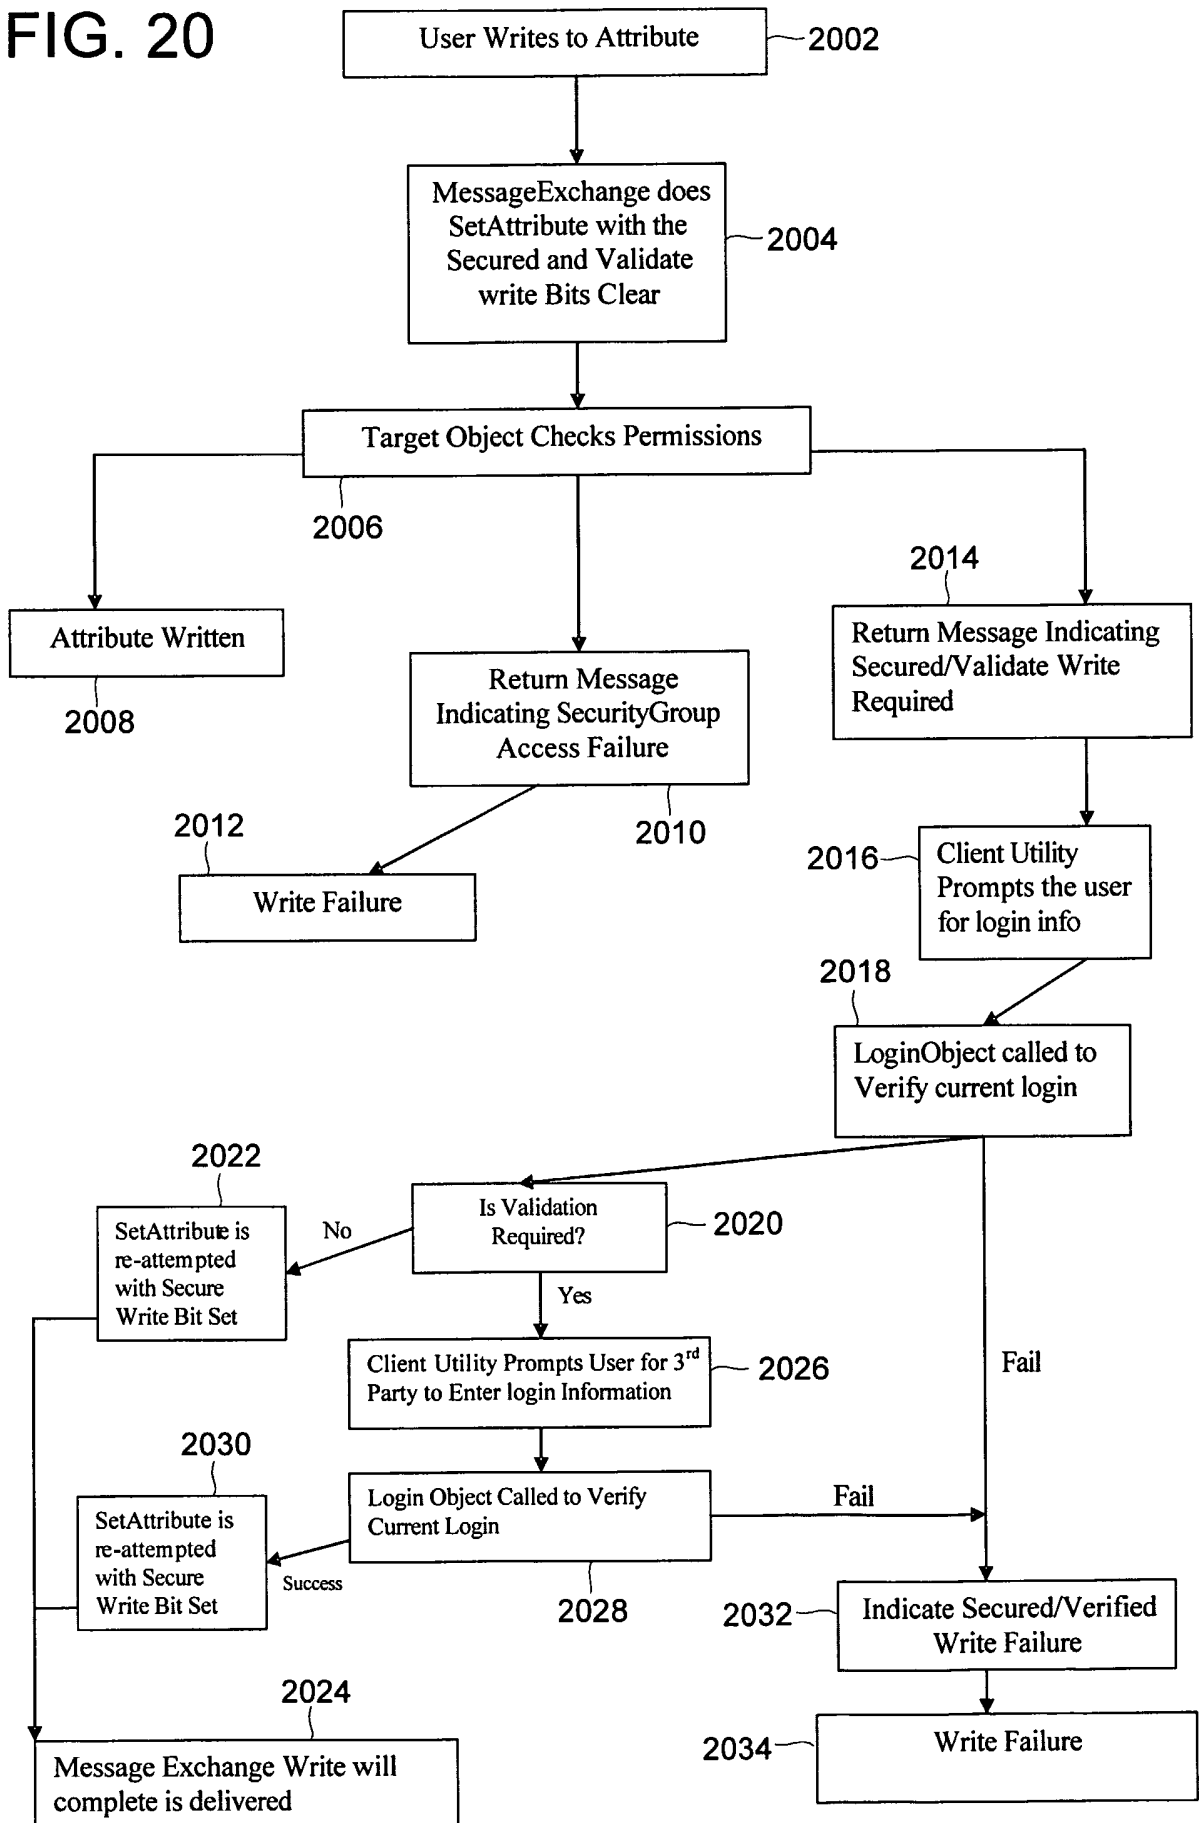 FIG. 20
User Writes to Attribute
2002
MessageExchange does
SetAttribute with the
Secured and Validate
write Bits Clear
2004
Target Object Checks Permissions
2006
Attribute Written
2008
Return Message
Indicating SecurityGroup
Access Failure
2010
2012
Write Failure
2014
Return Message Indicating
Secured/Validate Write
Required
2016
Client Utility
Prompts the user
for login info
2018
LoginObject called to
Verify current login
2022
SetAttribute is
re-attempted
with Secure
Write Bit Set
No
Is Validation
Required?
2020
Yes
Fail
Client Utility Prompts User for 3rd
Party to Enter login Information
2026
2030
SetAttribute is
re-attempted
with Secure
Write Bit Set
Success
Login Object Called to Verify
Current Login
2028
Fail
2032
Indicate Secured/Verified
Write Failure
2034
Write Failure
2024
Message Exchange Write will
complete is delivered